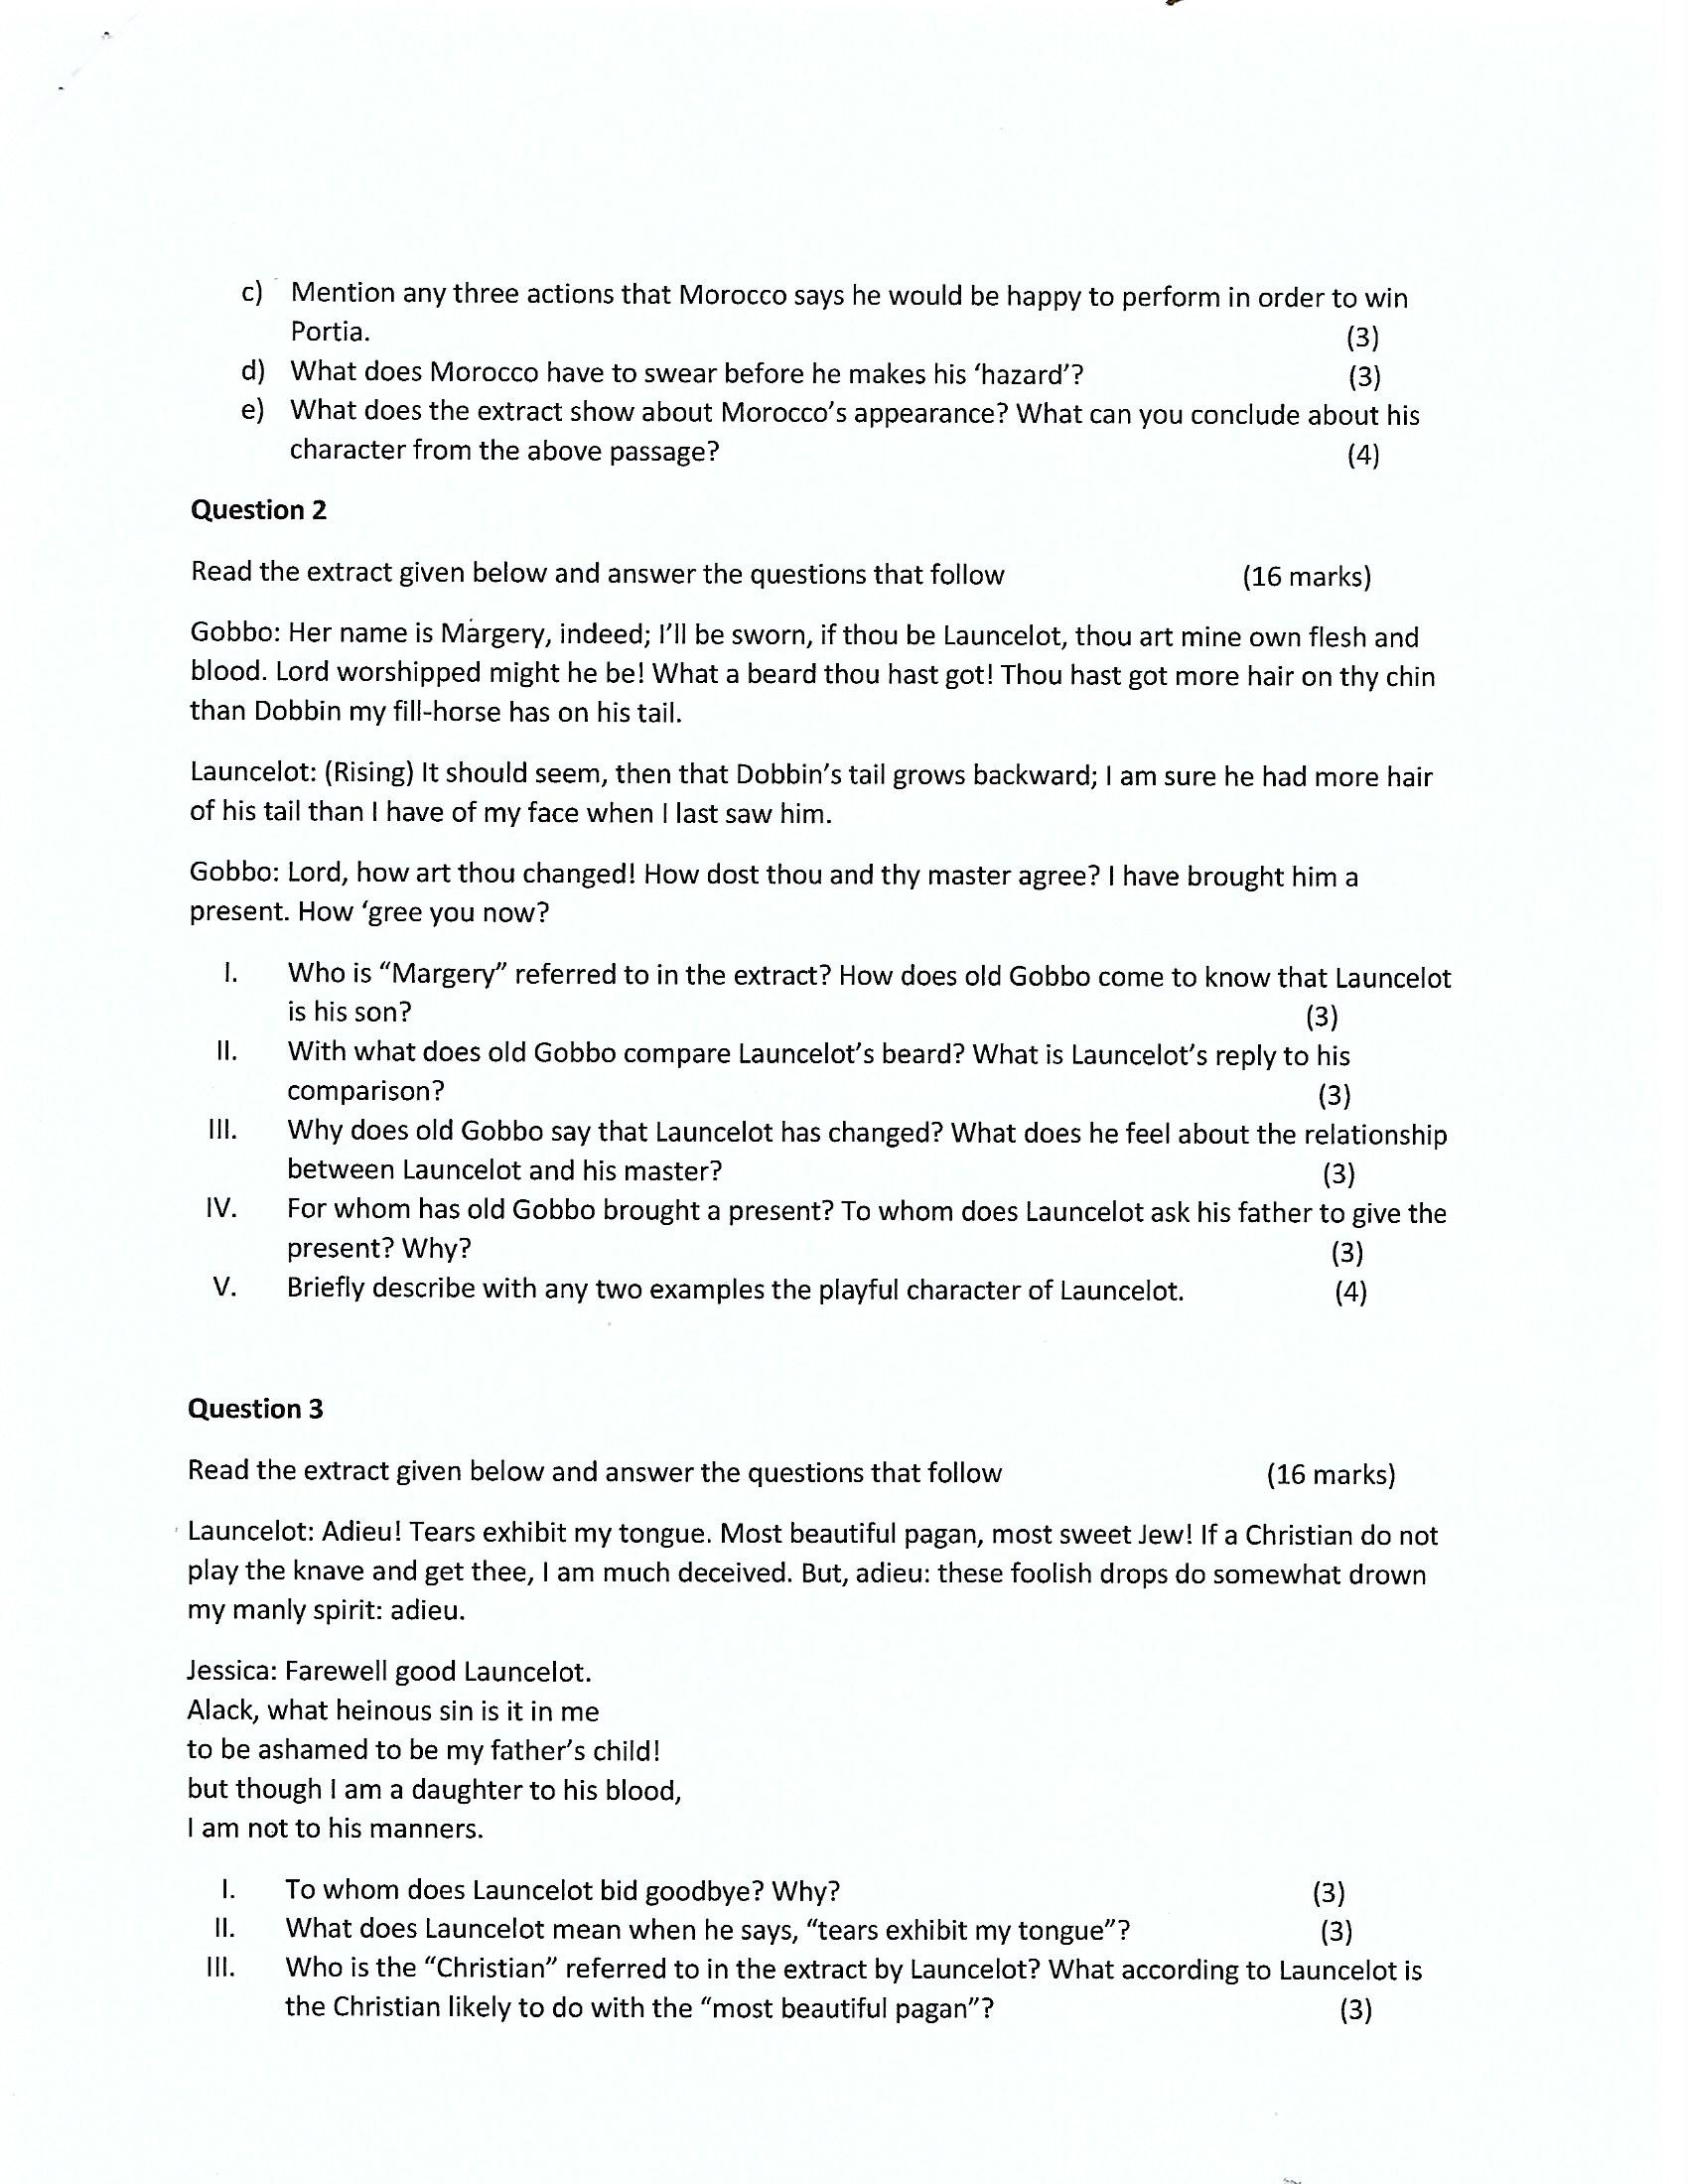 c) Mention any three actions that Morocco says he would be happy to perform in order to win
Portia. (3)
d) What does Morocco have to swear before he makes his ‘hazard’? (3)
e) What does the extract show about Morocco’s appearance? What can you conclude about his
character from the above passage? (4)
Question 2
Read the extract given below and answer the questions that follow (16 marks)
Gobbo: Her name is Margery, indeed; I’ll be sworn, if thou be Launcelot, thou art mine own flesh and
blood. Lord worshipped might he be! What a beard thou hast got! Thou hast got more hair on thy chin
than Dobbin my fill-horse has on his tail.
Launcelot: (Rising) It should seem, then that Dobbin’s tail grows backward; I am sure he had more hair
of his tail than I have of my face when I last saw him.
Gobbo: Lord, how art thou changed! How dost thou and thy master agree? I have brought him a
present. How ‘gree you now?
I. Who is “Margery” referred to in the extract? How does old Gobbo come to know that Launcelot
is his son? (3)
II. With what does old Gobbo compare Launcelot’s beard? What is Launcelot’s reply to his
comparison? (3)
III. Why does old Gobbo say that Launcelot has changed? What does he feel about the relationship
between Launcelot and his master? (3)
IV. For whom has old Gobbo brought a present? To whom does Launcelot ask his father to give the
present? Why? (3)
V. Briefly describe with any two examples the playful character of Launcelot. (4)
Question 3
Read the extract given below and answer the questions that follow (16 marks)
Launcelot: Adieu! Tears exhibit my tongue. Most beautiful pagan, most sweet Jew! If a Christian do not
play the knave and get thee, I am much deceived. But, adieu: these foolish drops do somewhat drown
my manly spirit: adieu.
Jessica: Farewell good Launcelot.
Alack, what heinous sin is it in me
to be ashamed to be my father’s child!
but though I am a daughter to his blood,
I am not to his manners.
I. To whom does Launcelot bid goodbye? Why? (3)
II. What does Launcelot mean when he says, “tears exhibit my tongue”? (3)
III. Who is the “Christian” referred to in the extract by Launcelot? What according to Launcelot is
the Christian likely to do with the “most beautiful pagan”? (3)